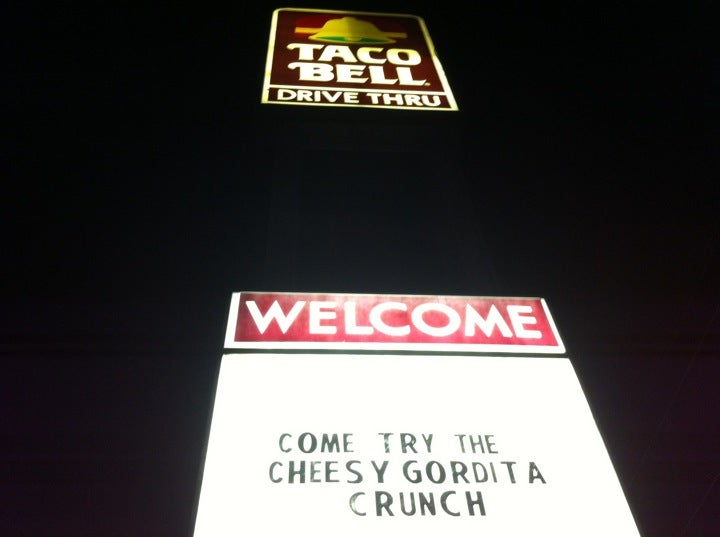 TACO
BELL
DRIVE THRU
WELCOME
COME TRY THE
CHEESY GORDITA
CRUNCH